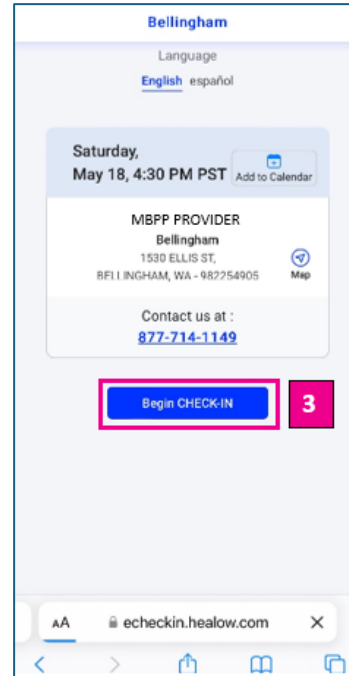 Bellingham
Language
English español
Saturday,
May 18, 4:30 PM PST
Add to Calendar
MBPP PROVIDER
Bellingham
1530 ELLIS ST,
BELLINGHAM, WA - 982254905
Map
Contact us at :
877-714-1149
Begin CHECK-IN
3
AA echeckin.healow.com